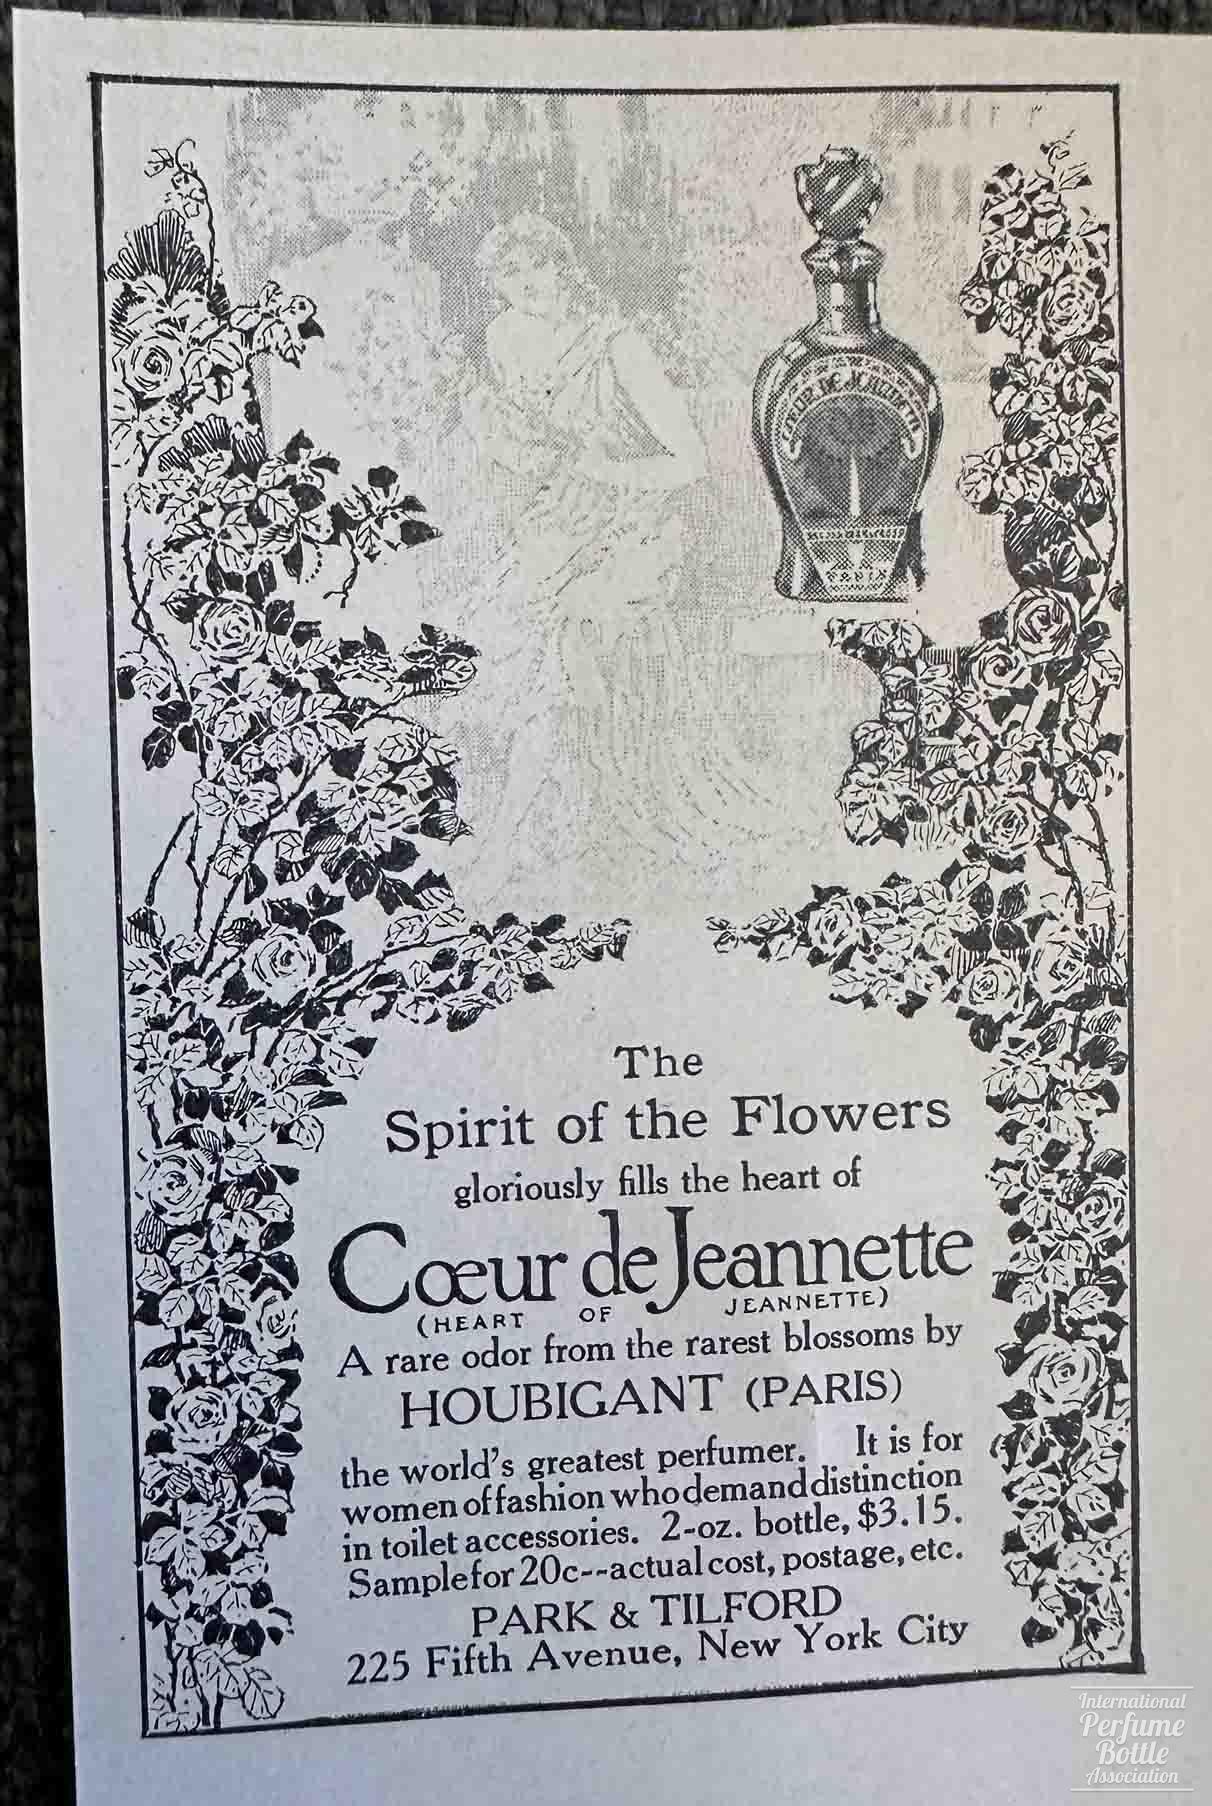 The
Spirit of the Flowers
gloriously fills the heart of
Cœur de Jeannette
(HEART OF JEANNETTE)
A rare odor from the rarest blossoms by
HOUBIGANT (PARIS)
the world's greatest perfumer. It is for
women of fashion who demand distinction
in toilet accessories. 2-oz. bottle, $3.15.
Sample for 20c--actual cost, postage, etc.
PARK & TILFORD
225 Fifth Avenue, New York City
International
Perfume
Bottle
Association